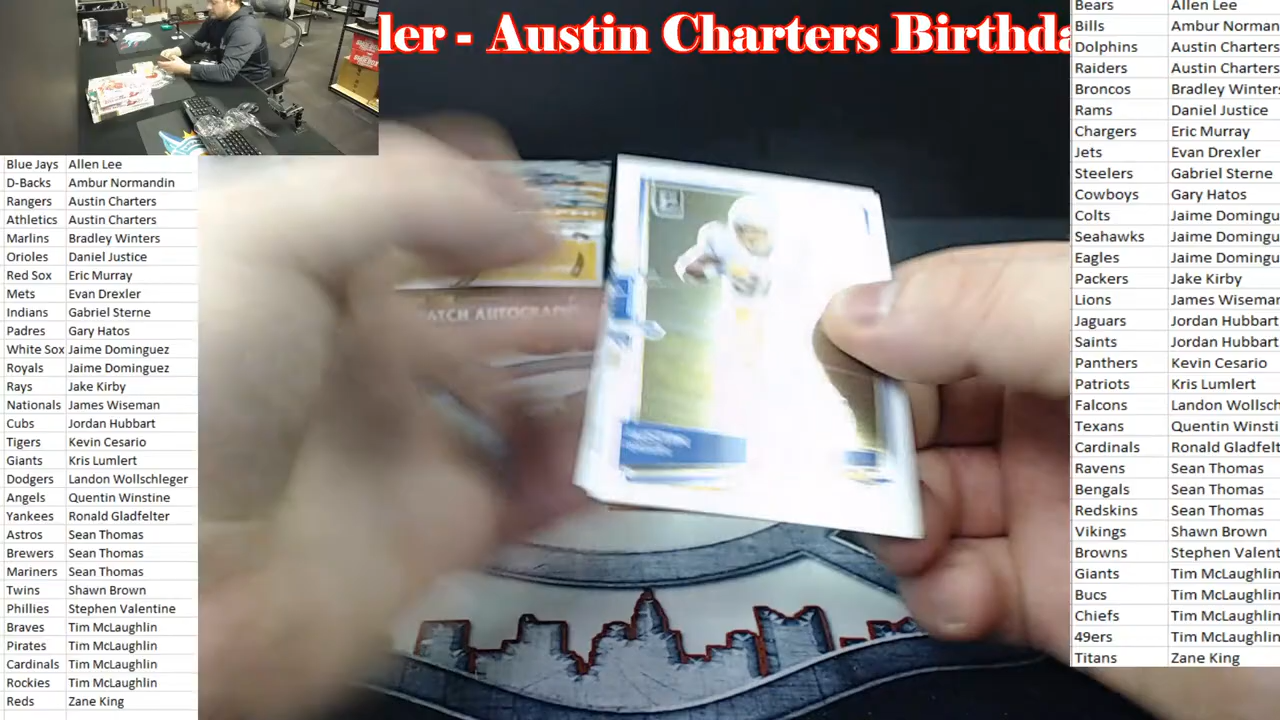 ler - Austin Charters Birthda
Blue Jays Allen Lee
D-Backs Ambur Normandin
Rangers Austin Charters
Athletics Austin Charters
Marlins Bradley Winters
Orioles Daniel Justice
Red Sox Eric Murray
Mets Evan Drexler
Indians Gabriel Sterne
Padres Gary Hatos
White Sox Jaime Dominguez
Royals Jaime Dominguez
Rays Jake Kirby
Nationals James Wiseman
Cubs Jordan Hubbart
Tigers Kevin Cesario
Giants Kris Lumlert
Dodgers Landon Wollschleger
Angels Quentin Winstine
Yankees Ronald Gladfelter
Astros Sean Thomas
Brewers Sean Thomas
Mariners Sean Thomas
Twins Shawn Brown
Phillies Stephen Valentine
Braves Tim McLaughlin
Pirates Tim McLaughlin
Cardinals Tim McLaughlin
Rockies Tim McLaughlin
Reds Zane King
ATCH AUTOGRAPH
Bears Allen Lee
Bills Ambur Norman
Dolphins Austin Charters
Raiders Austin Charters
Broncos Bradley Winters
Rams Daniel Justice
Chargers Eric Murray
Jets Evan Drexler
Steelers Gabriel Sterne
Cowboys Gary Hatos
Colts Jaime Domingu
Seahawks Jaime Domingu
Eagles Jaime Domingu
Packers Jake Kirby
Lions James Wiseman
Jaguars Jordan Hubbart
Saints Jordan Hubbart
Panthers Kevin Cesario
Patriots Kris Lumlert
Falcons Landon Wollsch
Texans Quentin Winsti
Cardinals Ronald Gladfelt
Ravens Sean Thomas
Bengals Sean Thomas
Redskins Sean Thomas
Vikings Shawn Brown
Browns Stephen Valent
Giants Tim McLaughlin
Bucs Tim McLaughlin
Chiefs Tim McLaughlin
49ers Tim McLaughlin
Titans Zane King